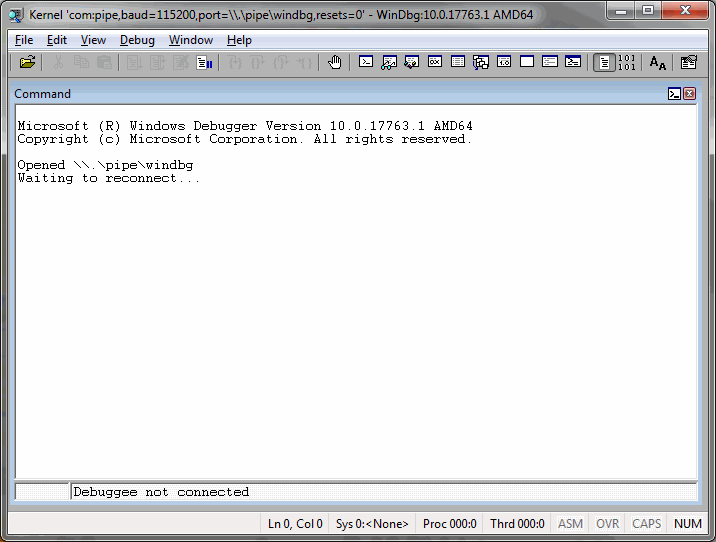 Kernel 'com:pipe,baud=115200,port=\\.\pipe\windbg,resets=0' - WinDbg:10.0.17763.1 AMD64
File Edit View Debug Window Help
Command
Microsoft (R) Windows Debugger Version 10.0.17763.1 AMD64
Copyright (c) Microsoft Corporation. All rights reserved.
Opened \\.\pipe\windbg
Waiting to reconnect...
Debuggee not connected
Ln 0, Col 0 Sys 0:<None> Proc 000:0 Thrd 000:0 ASM OVR CAPS NUM